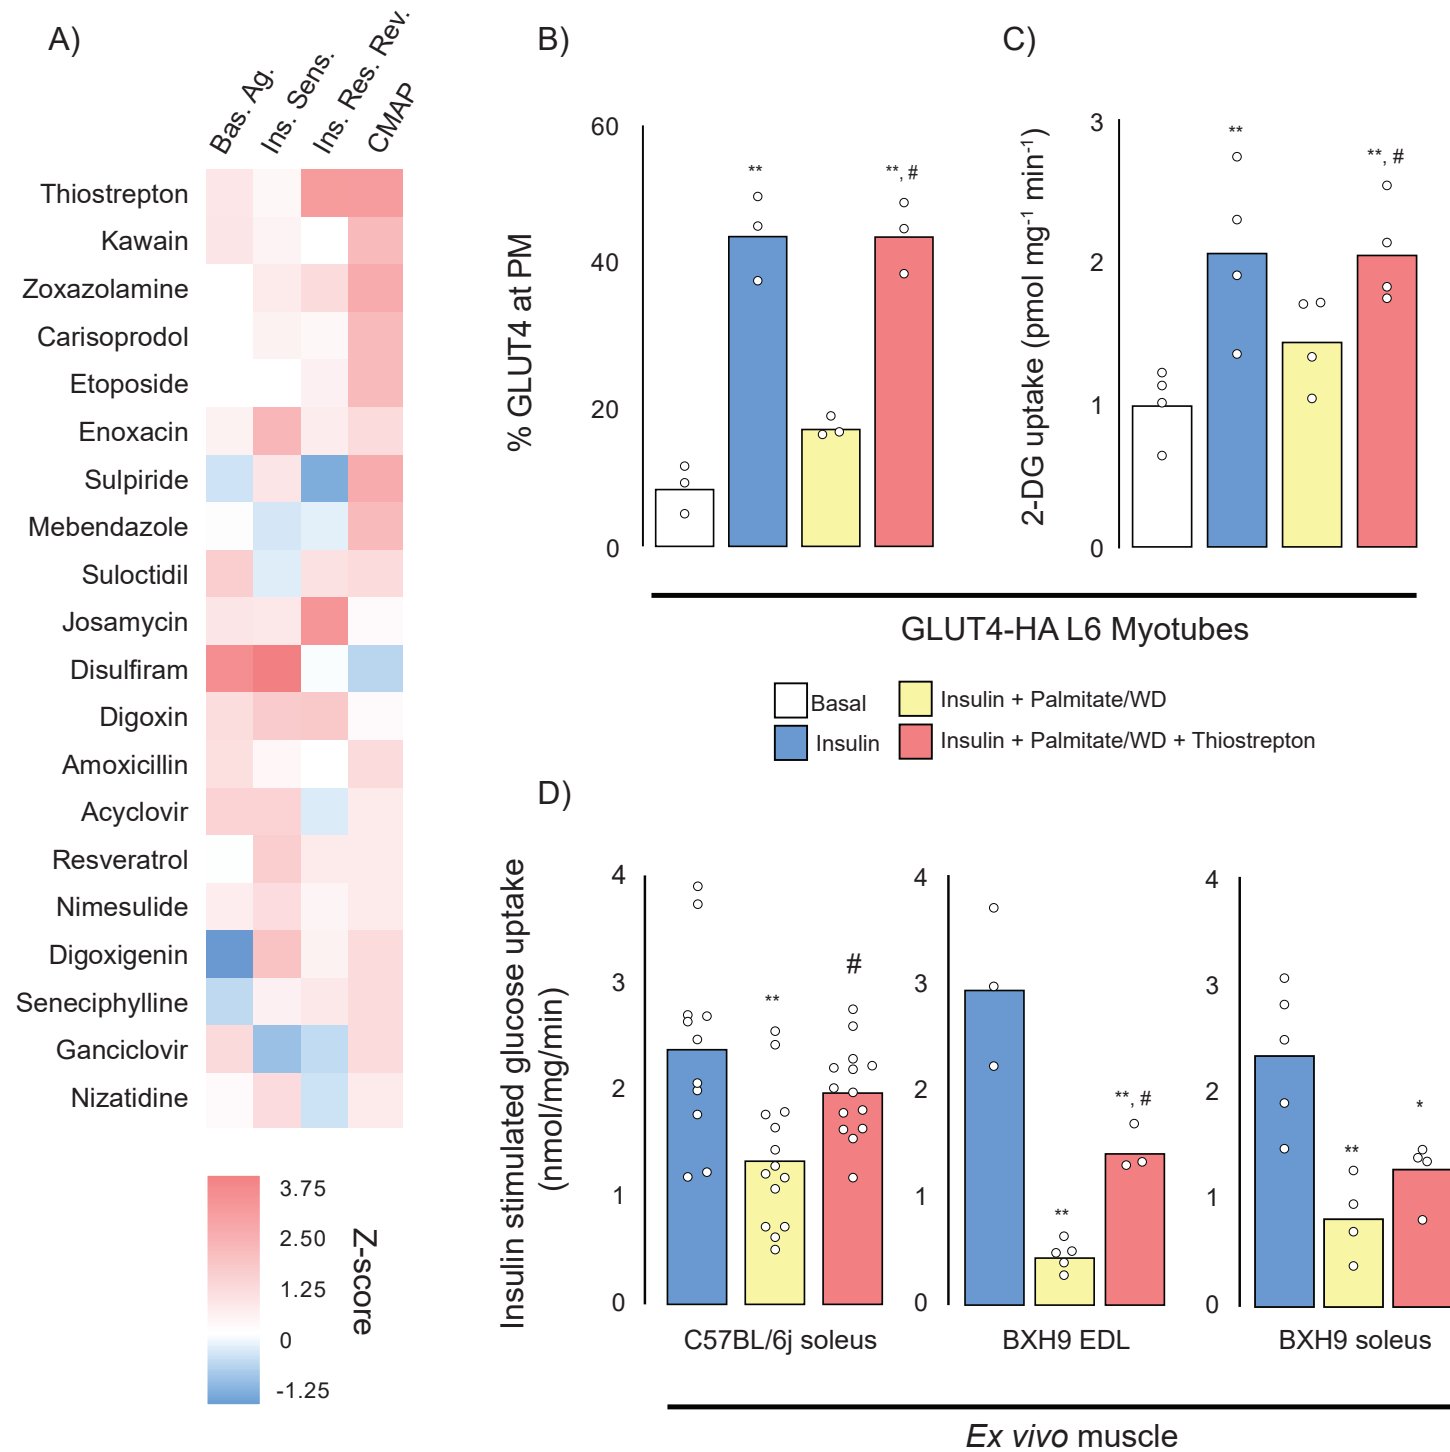 A)
Bas. Ag.
Ins. Sens.
Ins. Res. Rev.
CMAP
Thiostrepton
Kawain
Zoxazolamine
Carisoprodol
Etoposide
Enoxacin
Sulpiride
Mebendazole
Suloctidil
Josamycin
Disulfiram
Digoxin
Amoxicillin
Acyclovir
Resveratrol
Nimesulide
Digoxigenin
Seneciphylline
Ganciclovir
Nizatidine
3.75
2.50
1.25
0
-1.25
Z-score
B)
% GLUT4 at PM
60
40
20
0
**
**, #
C)
2-DG uptake (pmol mg⁻¹ min⁻¹)
3
2
1
0
**
**, #
GLUT4-HA L6 Myotubes
Basal
Insulin
Insulin + Palmitate/WD
Insulin + Palmitate/WD + Thiostrepton
D)
Insulin stimulated glucose uptake
(nmol/mg/min)
4
3
2
1
0
**
#
C57BL/6j soleus
4
3
2
1
0
**
**, #
BXH9 EDL
4
3
2
1
0
**
*
BXH9 soleus
Ex vivo muscle